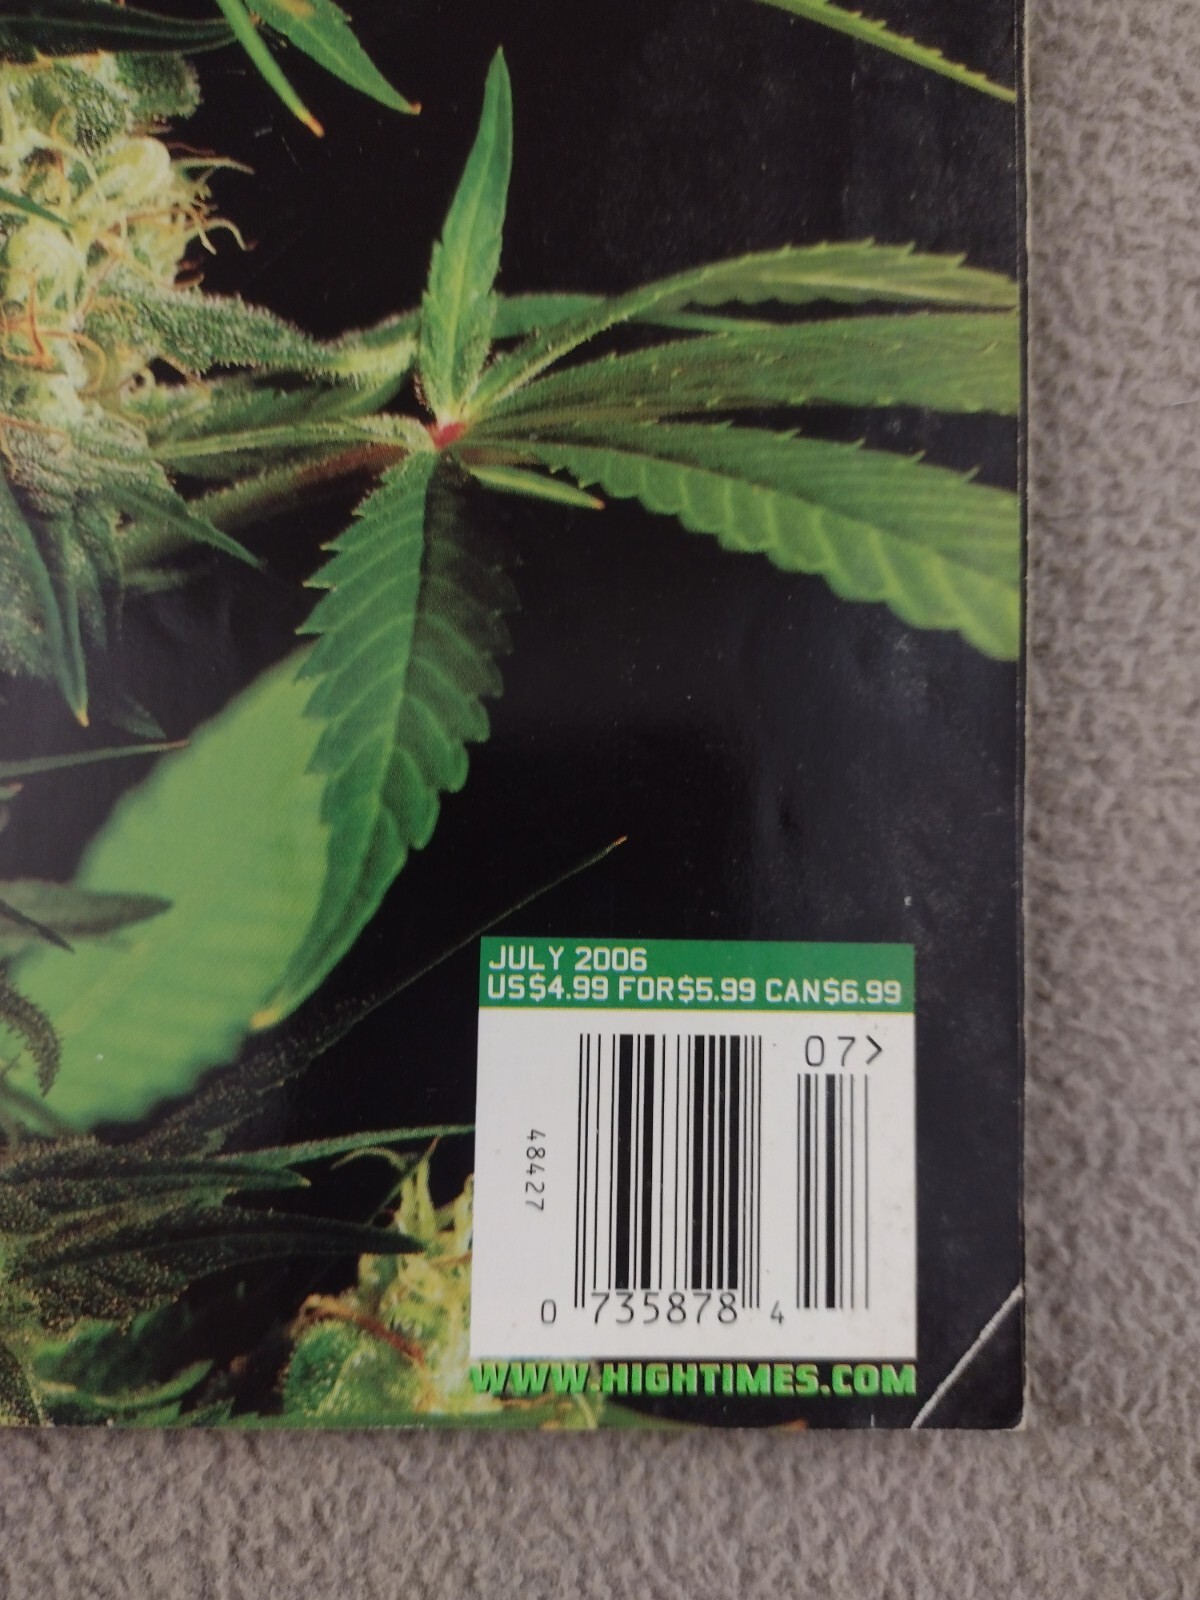 JULY 2006
US$4.99 FOR$5.99 CAN$6.99
07>
48427
0 735878 4
WWW.HIGHTIMES.COM